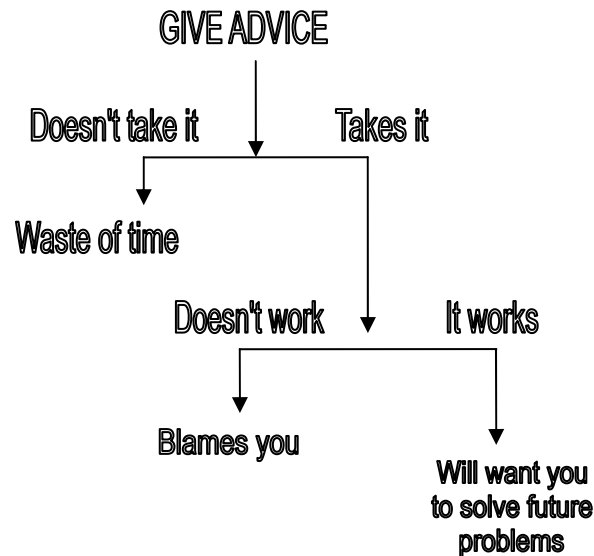 GIVE ADVICE
Doesn't take it
Takes it
Waste of time
Doesn't work
It works
Blames you
Will want you
to solve future
problems